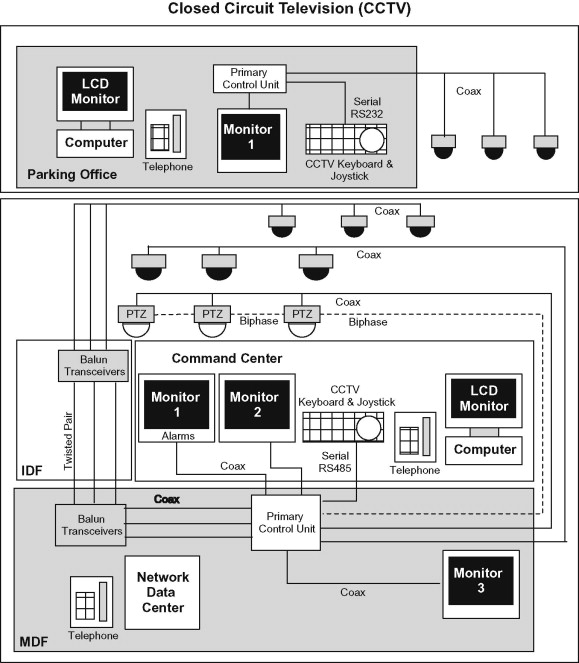 Closed Circuit Television (CCTV)
LCD
Monitor
Computer
Telephone
Primary
Control Unit
Monitor
1
Serial
RS232
CCTV Keyboard &
Joystick
Coax
Parking Office
Coax
Coax
Coax
PTZ
PTZ
PTZ
Biphase
Biphase
Balun
Transceivers
Twisted Pair
IDF
Command Center
Monitor
1
Alarms
Monitor
2
CCTV
Keyboard & Joystick
Serial
RS485
Telephone
LCD
Monitor
Computer
Coax
Coax
Balun
Transceivers
Primary
Control Unit
Network
Data
Center
Telephone
Coax
Monitor
3
MDF